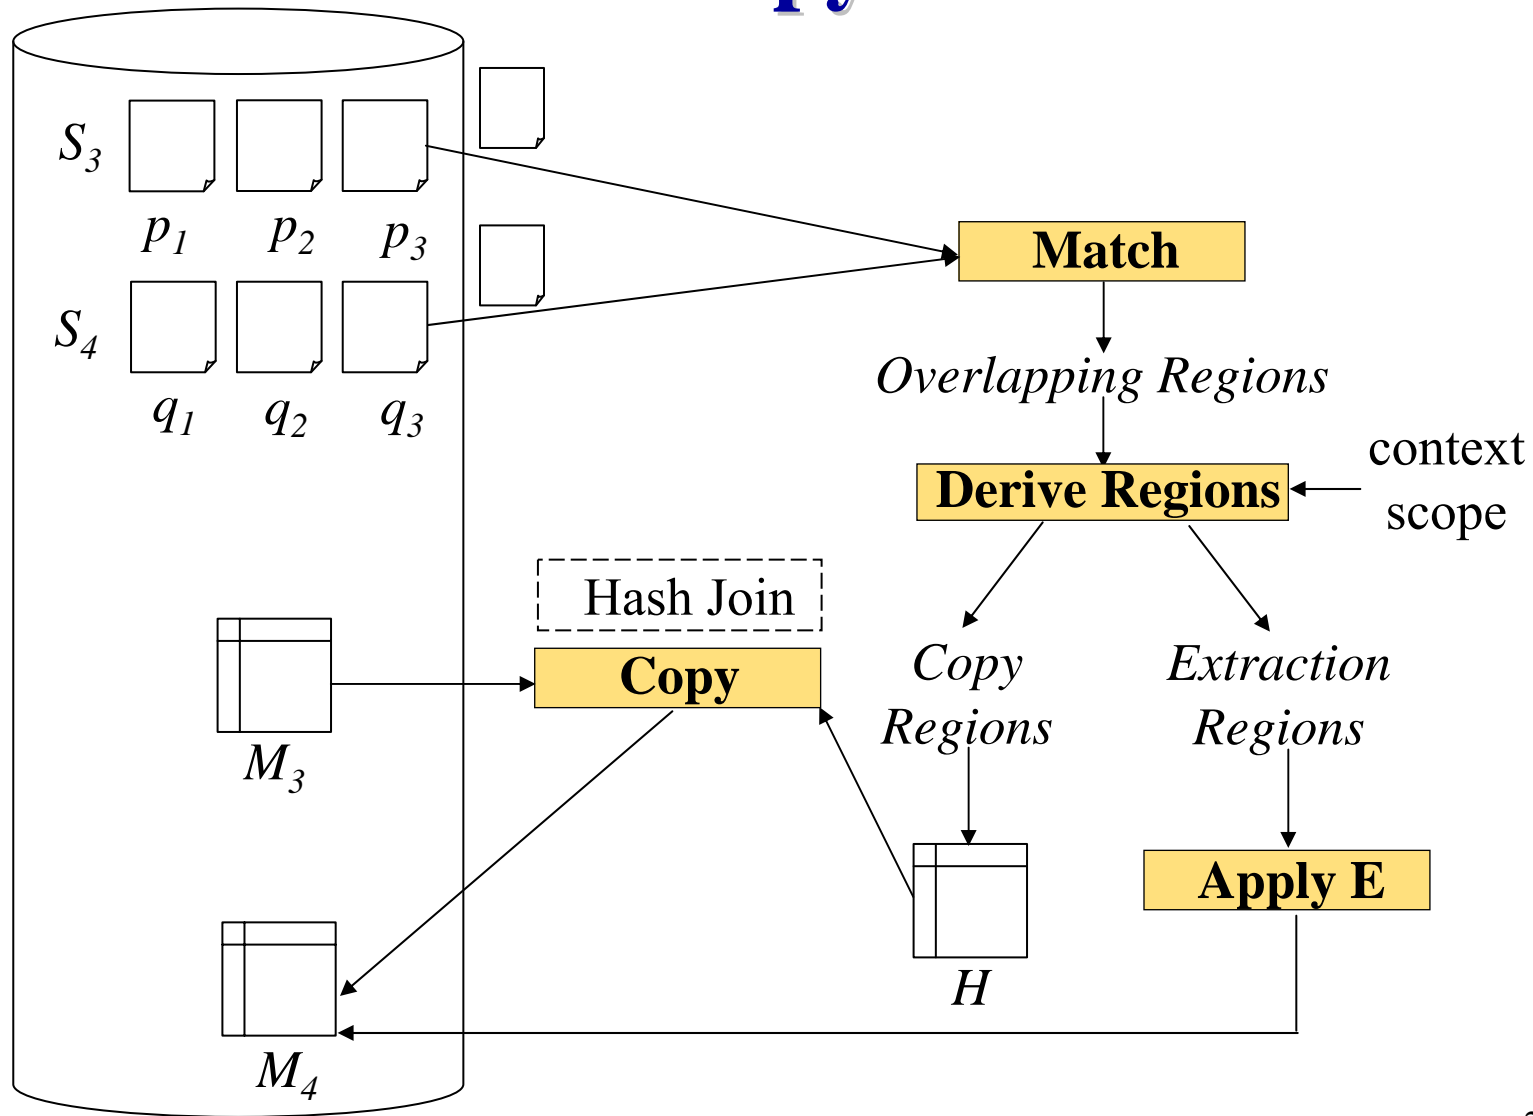 S3
p1 p2 p3
Match
S4
q1 q2 q3
Overlapping Regions
context
scope
Derive Regions
Hash Join
Copy
Copy
Regions
Extraction
Regions
M3
Apply E
H
M4